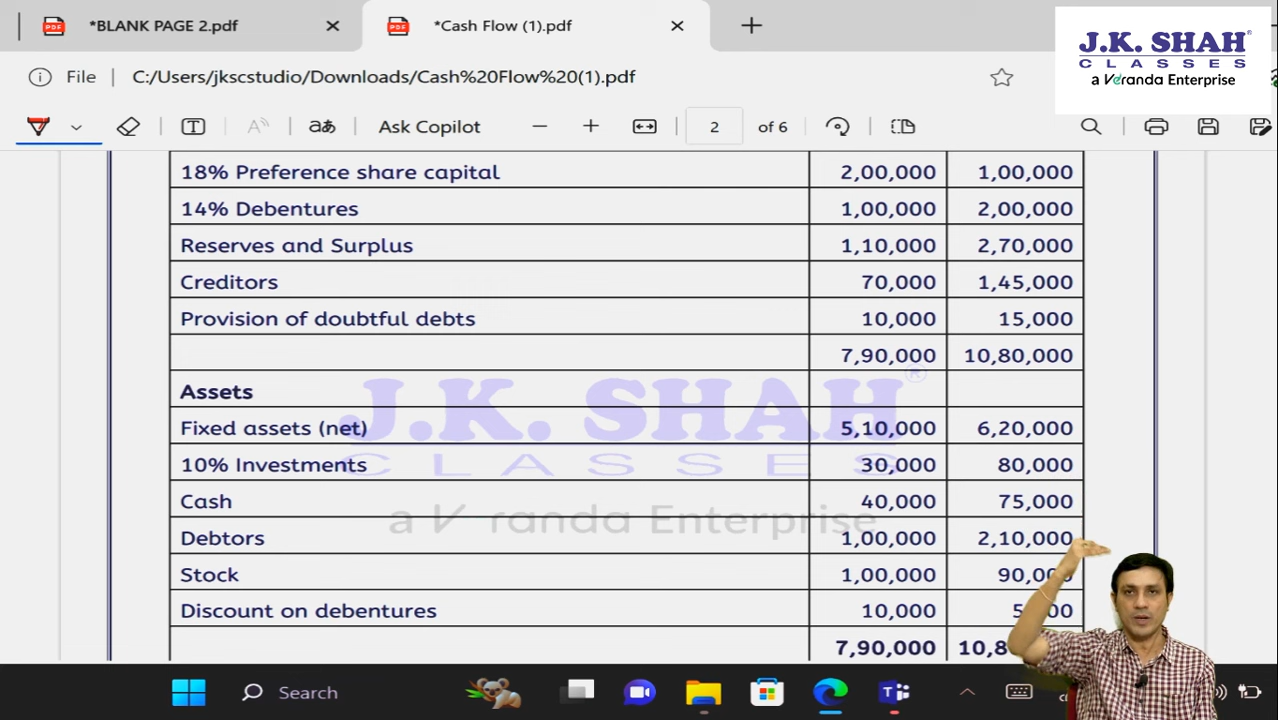 *BLANK PAGE 2.pdf
*Cash Flow (1).pdf
J.K. SHAH®
CLASSES
a Veranda Enterprise
File
C:/Users/jkscstudio/Downloads/Cash%20Flow%20(1).pdf
aあ Ask Copilot 2 of 6
18% Preference share capital 2,00,000 1,00,000
14% Debentures 1,00,000 2,00,000
Reserves and Surplus 1,10,000 2,70,000
Creditors 70,000 1,45,000
Provision of doubtful debts 10,000 15,000
7,90,000 10,80,000
Assets
Fixed assets (net) 5,10,000 6,20,000
10% Investments 30,000 80,000
Cash 40,000 75,000
Debtors 1,00,000 2,10,000
Stock 1,00,000
Discount on debentures 10,000
7,90,000
J.K. SHAH®
CLASSES
a V randa Enterprise
Search